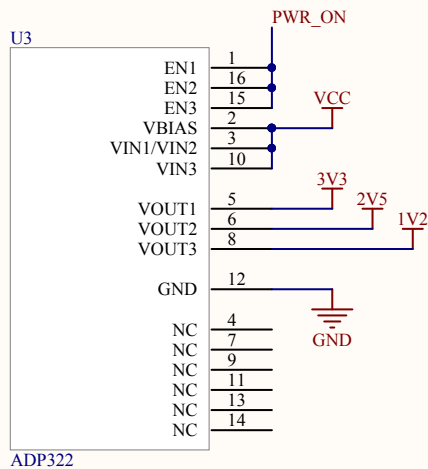 PWR_ON
U3
EN1 1
EN2 16
EN3 15
VBIAS 2 VCC
VIN1/VIN2 3
VIN3 10
VOUT1 5 3V3
VOUT2 6 2V5
VOUT3 8 1V2
GND 12
GND
NC 4
NC 7
NC 9
NC 11
NC 13
NC 14
ADP322